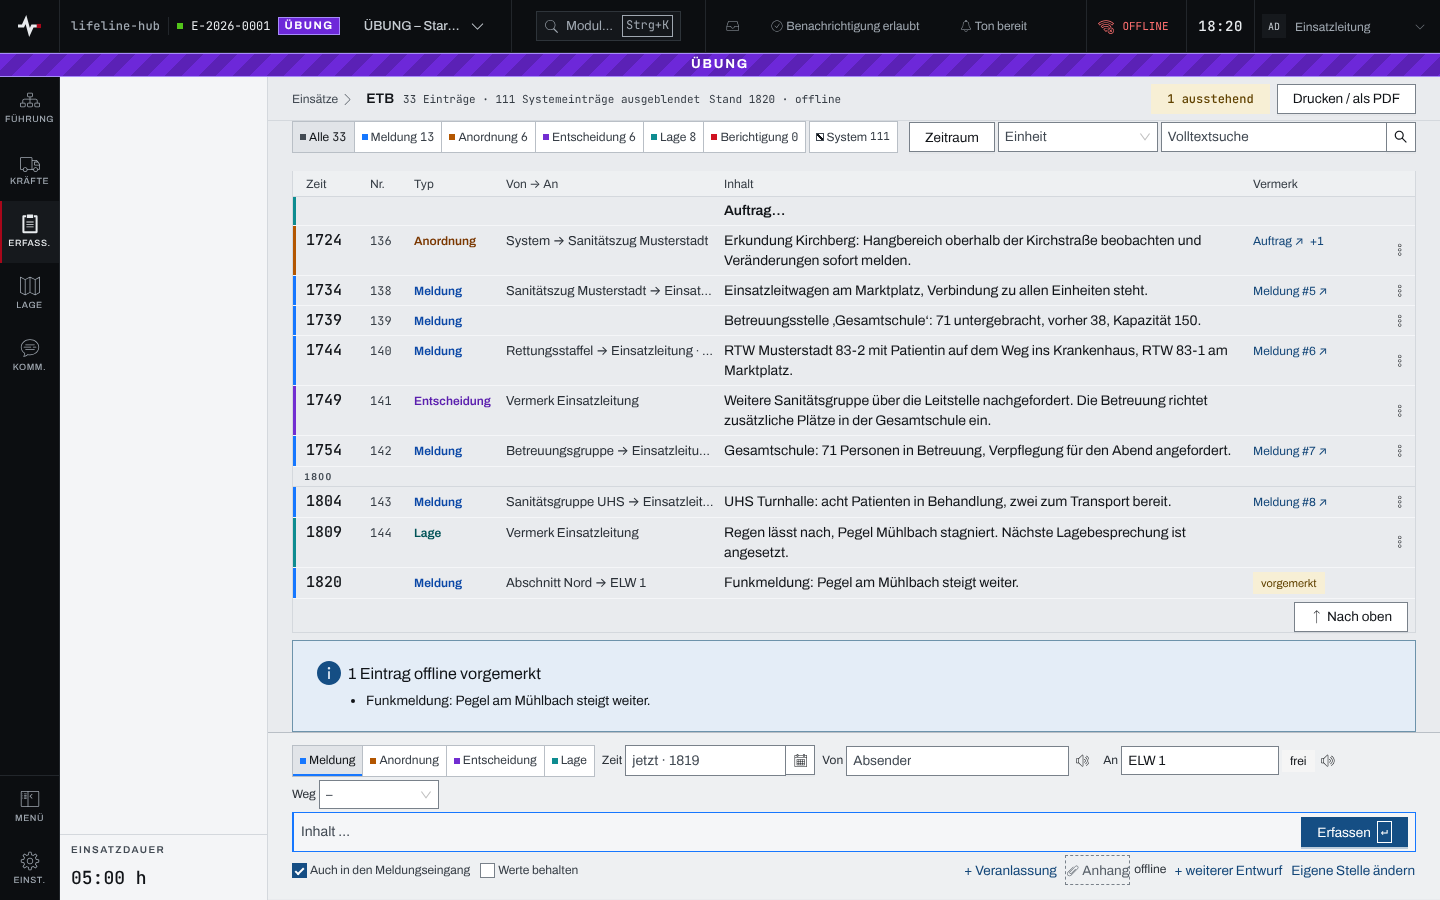 lifeline-hub
E-2026-0001 ÜBUNG
ÜBUNG – Star...
Modul... Strg+K
Benachrichtigung erlaubt
Ton bereit
OFFLINE
18:20
AD Einsatzleitung
ÜBUNG
FÜHRUNG
KRÄFTE
ERFASS.
LAGE
KOMM.
MENÜ
EINST.
EINSATZDAUER
05:00 h
Einsätze
ETB 33 Einträge · 111 Systemeinträge ausgeblendet Stand 1820 · offline
1 ausstehend
Drucken / als PDF
Alle 33
Meldung 13
Anordnung 6
Entscheidung 6
Lage 8
Berichtigung 0
System 111
Zeitraum
Einheit
Volltextsuche
Zeit Nr. Typ Von → An Inhalt Vermerk
Auftrag...
1724 136 Anordnung System → Sanitätszug Musterstadt Erkundung Kirchberg: Hangbereich oberhalb der Kirchstraße beobachten und Auftrag ↗ +1
Veränderungen sofort melden.
1734 138 Meldung Sanitätszug Musterstadt → Einsat... Einsatzleitwagen am Marktplatz, Verbindung zu allen Einheiten steht. Meldung #5 ↗
1739 139 Meldung Betreuungsstelle ‚Gesamtschule‘: 71 untergebracht, vorher 38, Kapazität 150.
1744 140 Meldung Rettungsstaffel → Einsatzleitung · ... RTW Musterstadt 83-2 mit Patientin auf dem Weg ins Krankenhaus, RTW 83-1 am Meldung #6 ↗
Marktplatz.
1749 141 Entscheidung Vermerk Einsatzleitung Weitere Sanitätsgruppe über die Leitstelle nachgefordert. Die Betreuung richtet
zusätzliche Plätze in der Gesamtschule ein.
1754 142 Meldung Betreuungsgruppe → Einsatzleitu... Gesamtschule: 71 Personen in Betreuung, Verpflegung für den Abend angefordert. Meldung #7 ↗
1800
1804 143 Meldung Sanitätsgruppe UHS → Einsatzleit... UHS Turnhalle: acht Patienten in Behandlung, zwei zum Transport bereit. Meldung #8 ↗
1809 144 Lage Vermerk Einsatzleitung Regen lässt nach, Pegel Mühlbach stagniert. Nächste Lagebesprechung ist
angesetzt.
1820 Meldung Abschnitt Nord → ELW 1 Funkmeldung: Pegel am Mühlbach steigt weiter. vorgemerkt
↑ Nach oben
1 Eintrag offline vorgemerkt
• Funkmeldung: Pegel am Mühlbach steigt weiter.
Meldung
Anordnung
Entscheidung
Lage
Zeit jetzt · 1819
Von Absender
An ELW 1 frei
Weg –
Inhalt ...
Erfassen ↵
Auch in den Meldungseingang
Werte behalten
+ Veranlassung
Anhang offline
+ weiterer Entwurf
Eigene Stelle ändern